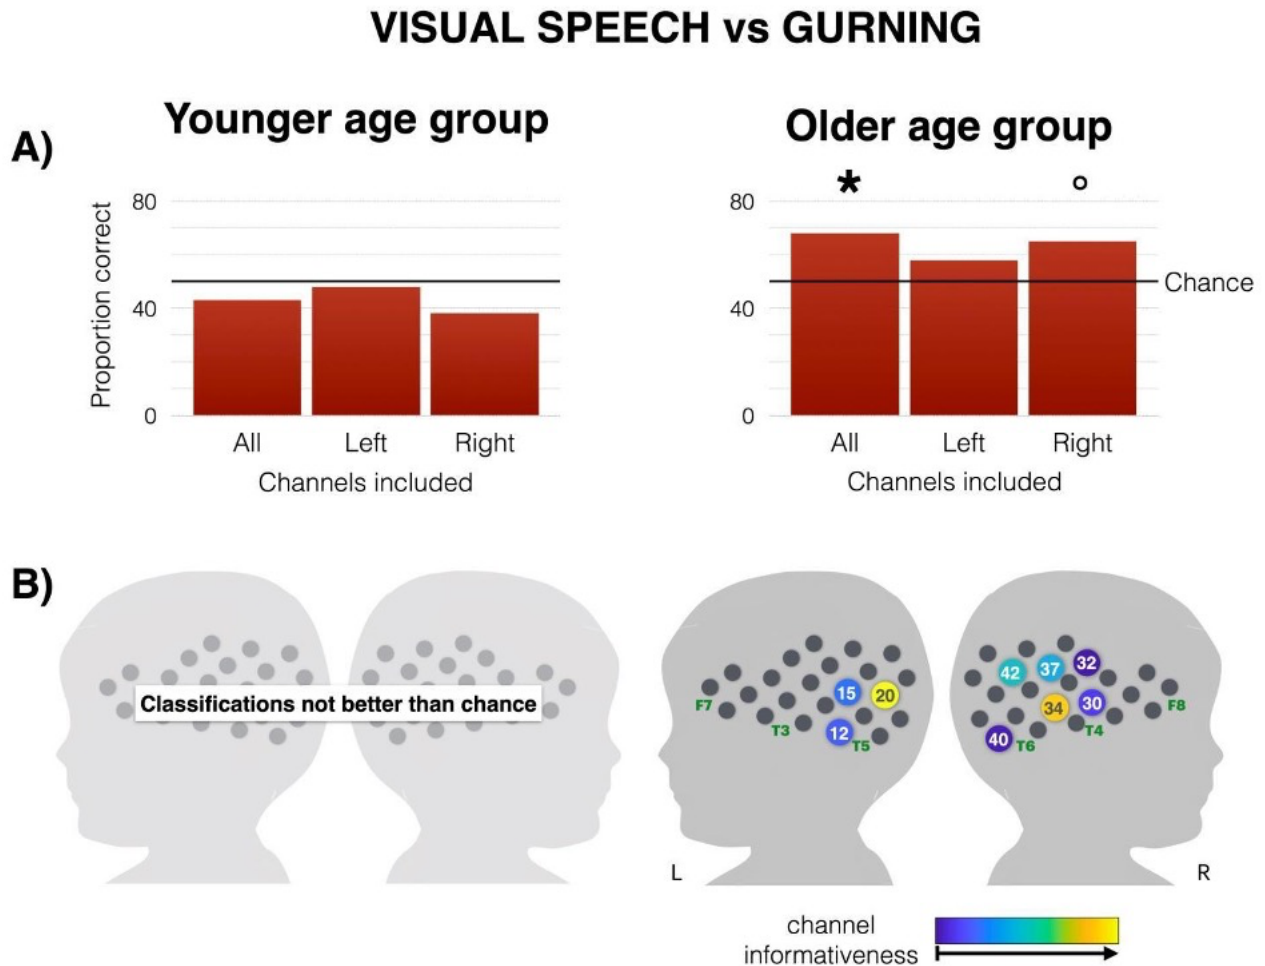 VISUAL SPEECH vs GURNING
A)
Younger age group
Older age group
*
°
Proportion correct
80
40
0
All Left Right
Channels included
80
40
0
Chance
All Left Right
Channels included
B)
Classifications not better than chance
15
20
12
F7
T3
T5
42
37
32
34
30
40
T6
T4
F8
L
R
channel
informativeness